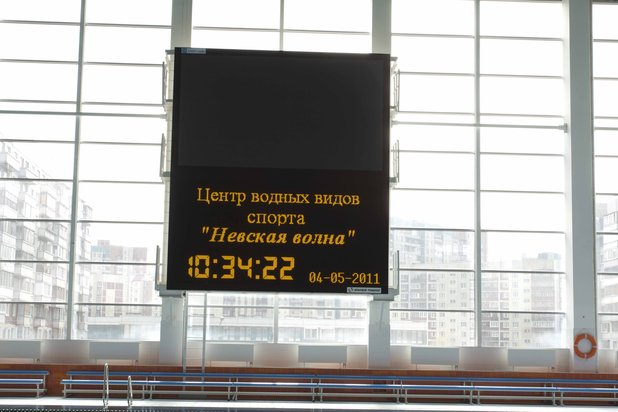 Центр водных видов
спорта
"Невская волна"
10:34:22 04-05-2011